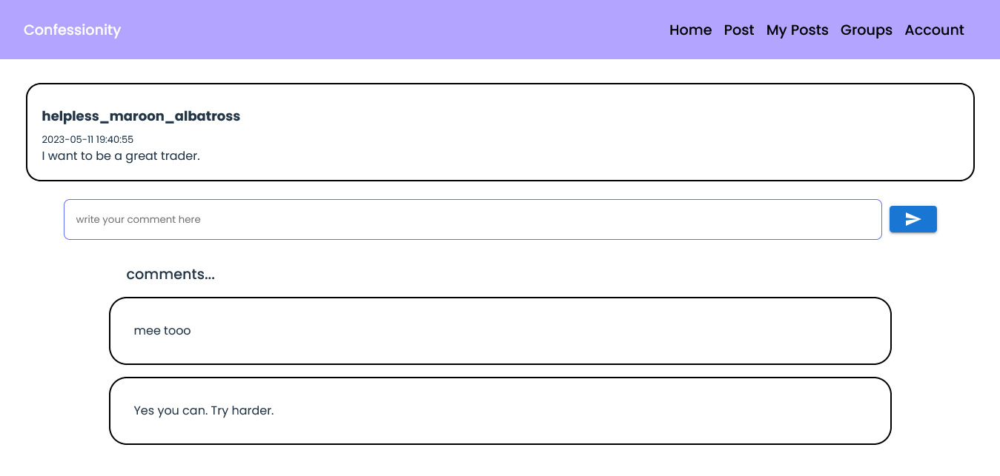 Confessionity
Home Post My Posts Groups Account
helpless_maroon_albatross
2023-05-11 19:40:55
I want to be a great trader.
write your comment here
comments...
mee tooo
Yes you can. Try harder.